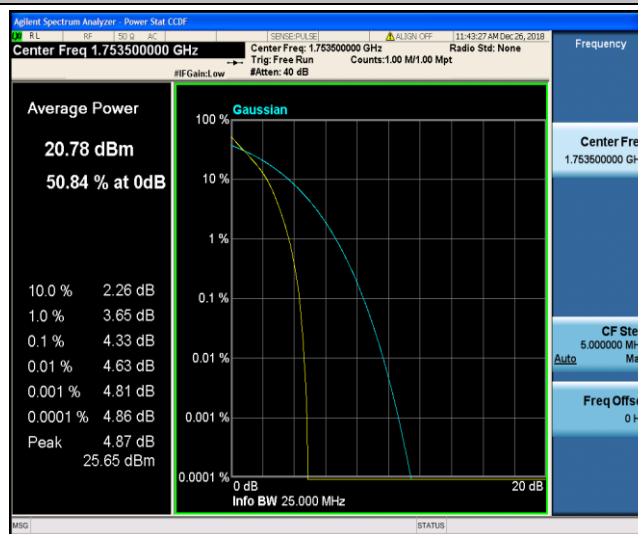 Agilent Spectrum Analyzer - Power Stat CCDF
RL RF 50 Ω AC SENSE:PULSE ALIGN OFF 11:43:27 AM Dec 26, 2018
Center Freq 1.753500000 GHz
Center Freq: 1.753500000 GHz Radio Std: None
Trig: Free Run Counts:1.00 M/1.00 Mpt
#IFGain:Low #Atten: 40 dB
Frequency
Average Power
20.78 dBm
50.84 % at 0dB
10.0 % 2.26 dB
1.0 % 3.65 dB
0.1 % 4.33 dB
0.01 % 4.63 dB
0.001 % 4.81 dB
0.0001 % 4.86 dB
Peak 4.87 dB
25.65 dBm
Gaussian
100 %
10 %
1 %
0.1 %
0.01 %
0.001 %
0.0001 %
0 dB 20 dB
Info BW 25.000 MHz
Center Fre
1.753500000 GH
CF Ste
5.000000 MH
Auto Ma
Freq Offse
0 H
MSG STATUS